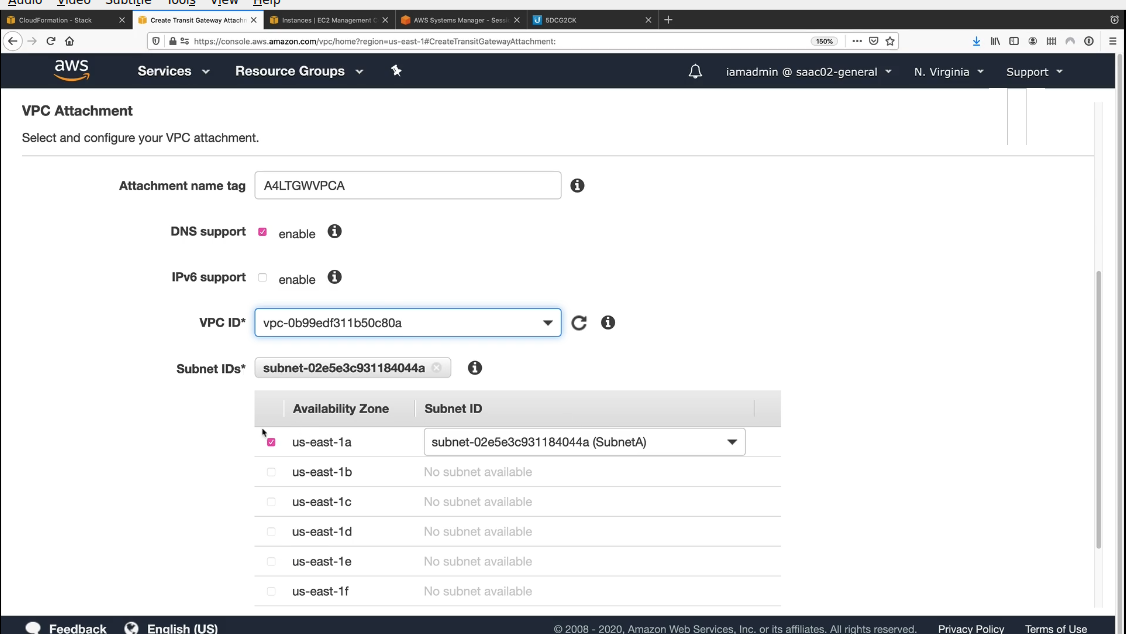 Audio Video Subtitle Tools View Help
CloudFormation - Stack
Create Transit Gateway Attachm
Instances | EC2 Management C
AWS Systems Manager - Sessi
5DCG2CK
https://console.aws.amazon.com/vpc/home?region=us-east-1#CreateTransitGatewayAttachment:
150%
aws
Services
Resource Groups
iamadmin @ saac02-general
N. Virginia
Support
VPC Attachment
Select and configure your VPC attachment.
Attachment name tag A4LTGWVPCA
DNS support enable
IPv6 support enable
VPC ID* vpc-0b99edf311b50c80a
Subnet IDs* subnet-02e5e3c931184044a
Availability Zone Subnet ID
us-east-1a subnet-02e5e3c931184044a (SubnetA)
us-east-1b No subnet available
us-east-1c No subnet available
us-east-1d No subnet available
us-east-1e No subnet available
us-east-1f No subnet available
Feedback English (US) © 2008 - 2020, Amazon Web Services, Inc. or its affiliates. All rights reserved. Privacy Policy Terms of Use